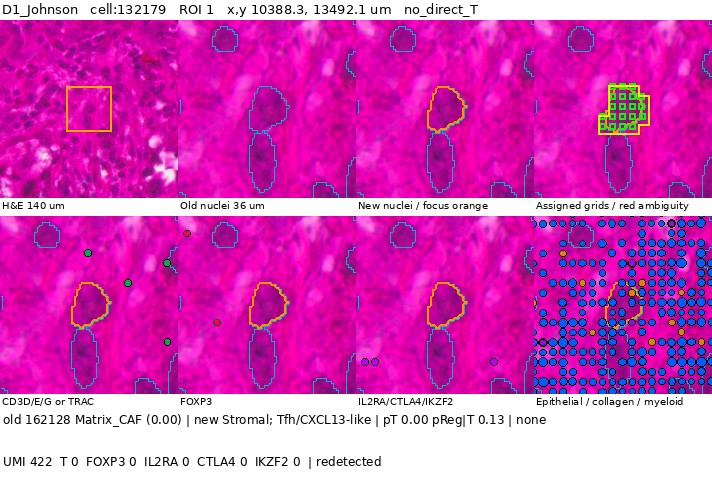 D1_Johnson   cell:132179   ROI 1   x,y 10388.3, 13492.1 um   no_direct_T
H&E 140 um
Old nuclei 36 um
New nuclei / focus orange
Assigned grids / red ambiguity
CD3D/E/G or TRAC
FOXP3
IL2RA/CTLA4/IKZF2
Epithelial / collagen / myeloid
old 162128 Matrix_CAF (0.00) | new Stromal; Tfh/CXCL13-like | pT 0.00 pReg|T 0.13 | none
UMI 422  T 0  FOXP3 0  IL2RA 0  CTLA4 0  IKZF2 0  | redetected